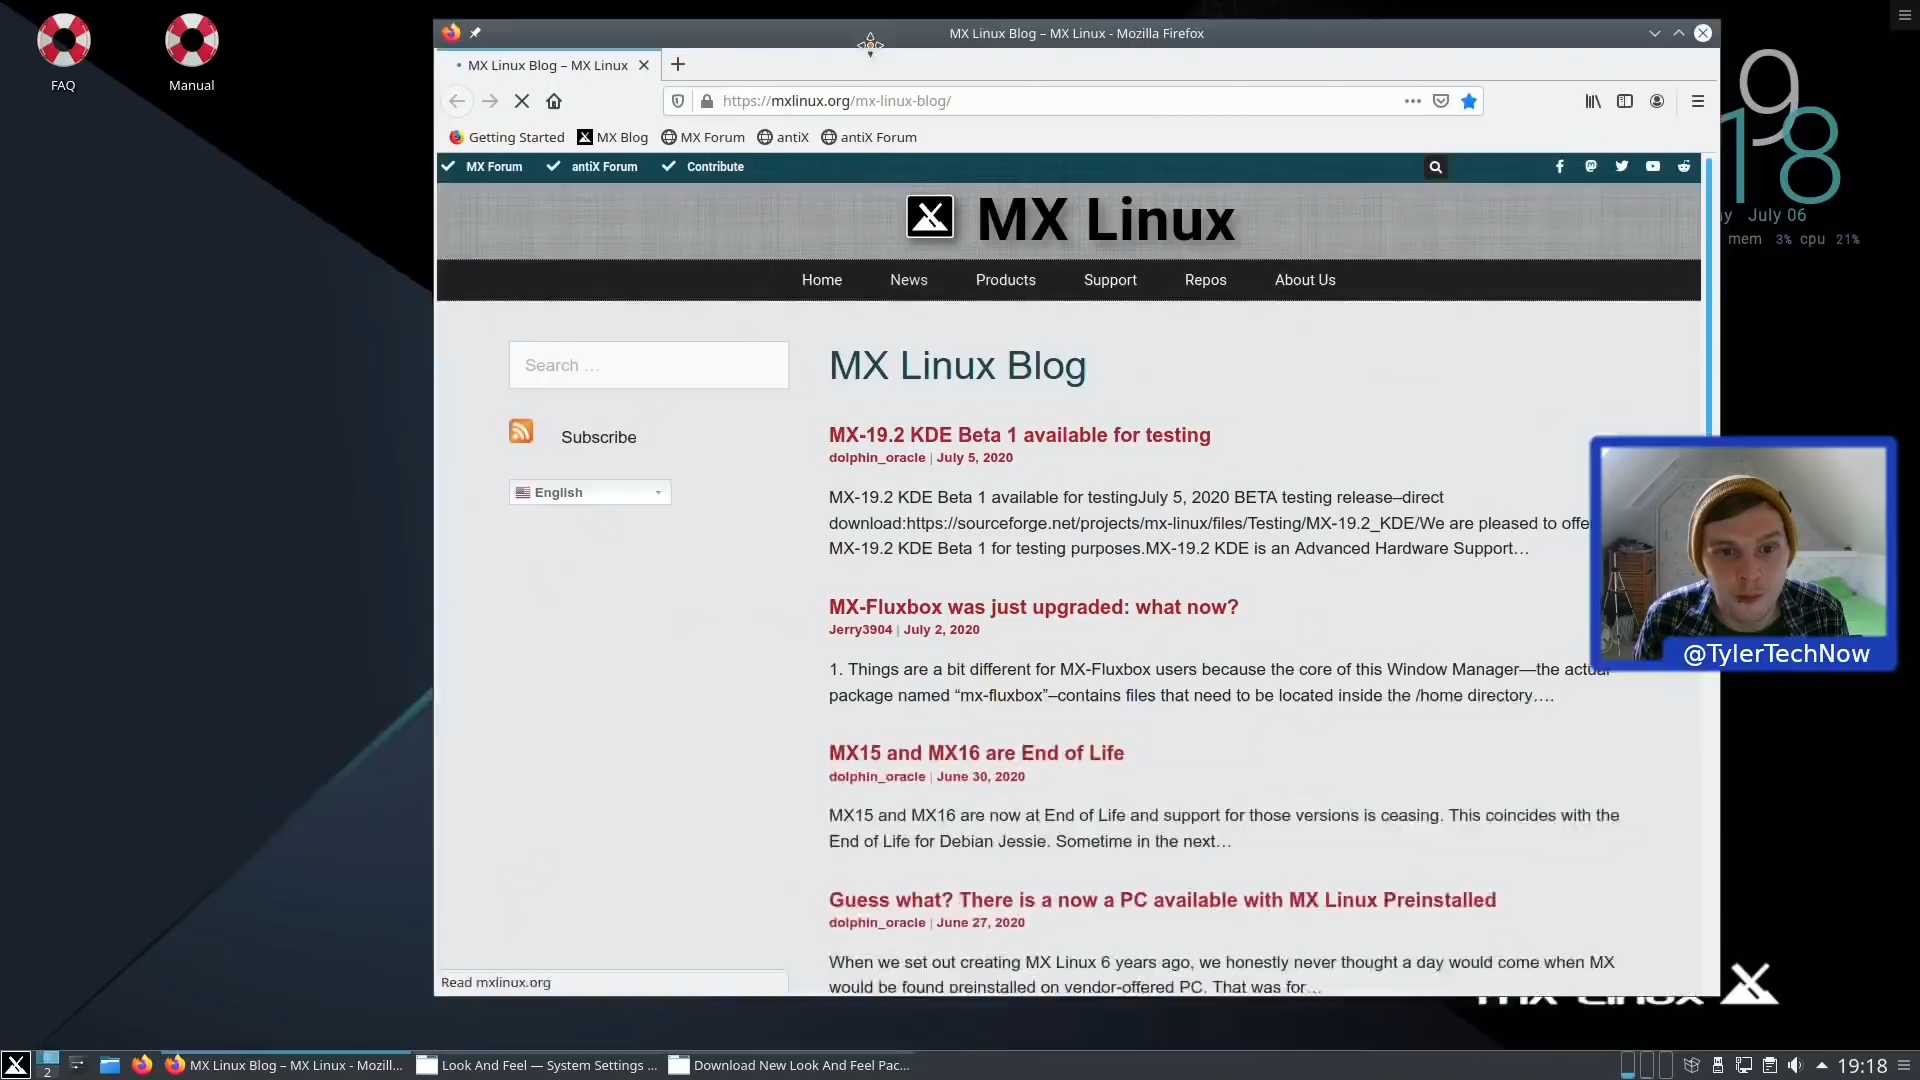 FAQ
Manual
MX Linux Blog – MX Linux - Mozilla Firefox
MX Linux Blog – MX Linux
https://mxlinux.org/mx-linux-blog/
Getting Started MX Blog MX Forum antiX antiX Forum
MX Forum antiX Forum Contribute
MX Linux
Home News Products Support Repos About Us
9
18
July 06
mem 3% cpu 21%
Search …
Subscribe
English
MX Linux Blog
MX-19.2 KDE Beta 1 available for testing
dolphin_oracle | July 5, 2020
MX-19.2 KDE Beta 1 available for testingJuly 5, 2020 BETA testing release–direct
download:https://sourceforge.net/projects/mx-linux/files/Testing/MX-19.2_KDE/We are pleased to offe
MX-19.2 KDE Beta 1 for testing purposes.MX-19.2 KDE is an Advanced Hardware Support…
MX-Fluxbox was just upgraded: what now?
Jerry3904 | July 2, 2020
1. Things are a bit different for MX-Fluxbox users because the core of this Window Manager—the actual
package named “mx-fluxbox”–contains files that need to be located inside the /home directory….
MX15 and MX16 are End of Life
dolphin_oracle | June 30, 2020
MX15 and MX16 are now at End of Life and support for those versions is ceasing. This coincides with the
End of Life for Debian Jessie. Sometime in the next…
Guess what? There is a now a PC available with MX Linux Preinstalled
dolphin_oracle | June 27, 2020
When we set out creating MX Linux 6 years ago, we honestly never thought a day would come when MX
would be found preinstalled on vendor-offered PC. That was for…
Read mxlinux.org
@TylerTechNow
2
MX Linux Blog – MX Linux - Mozill...
Look And Feel — System Settings ...
Download New Look And Feel Pac...
19:18